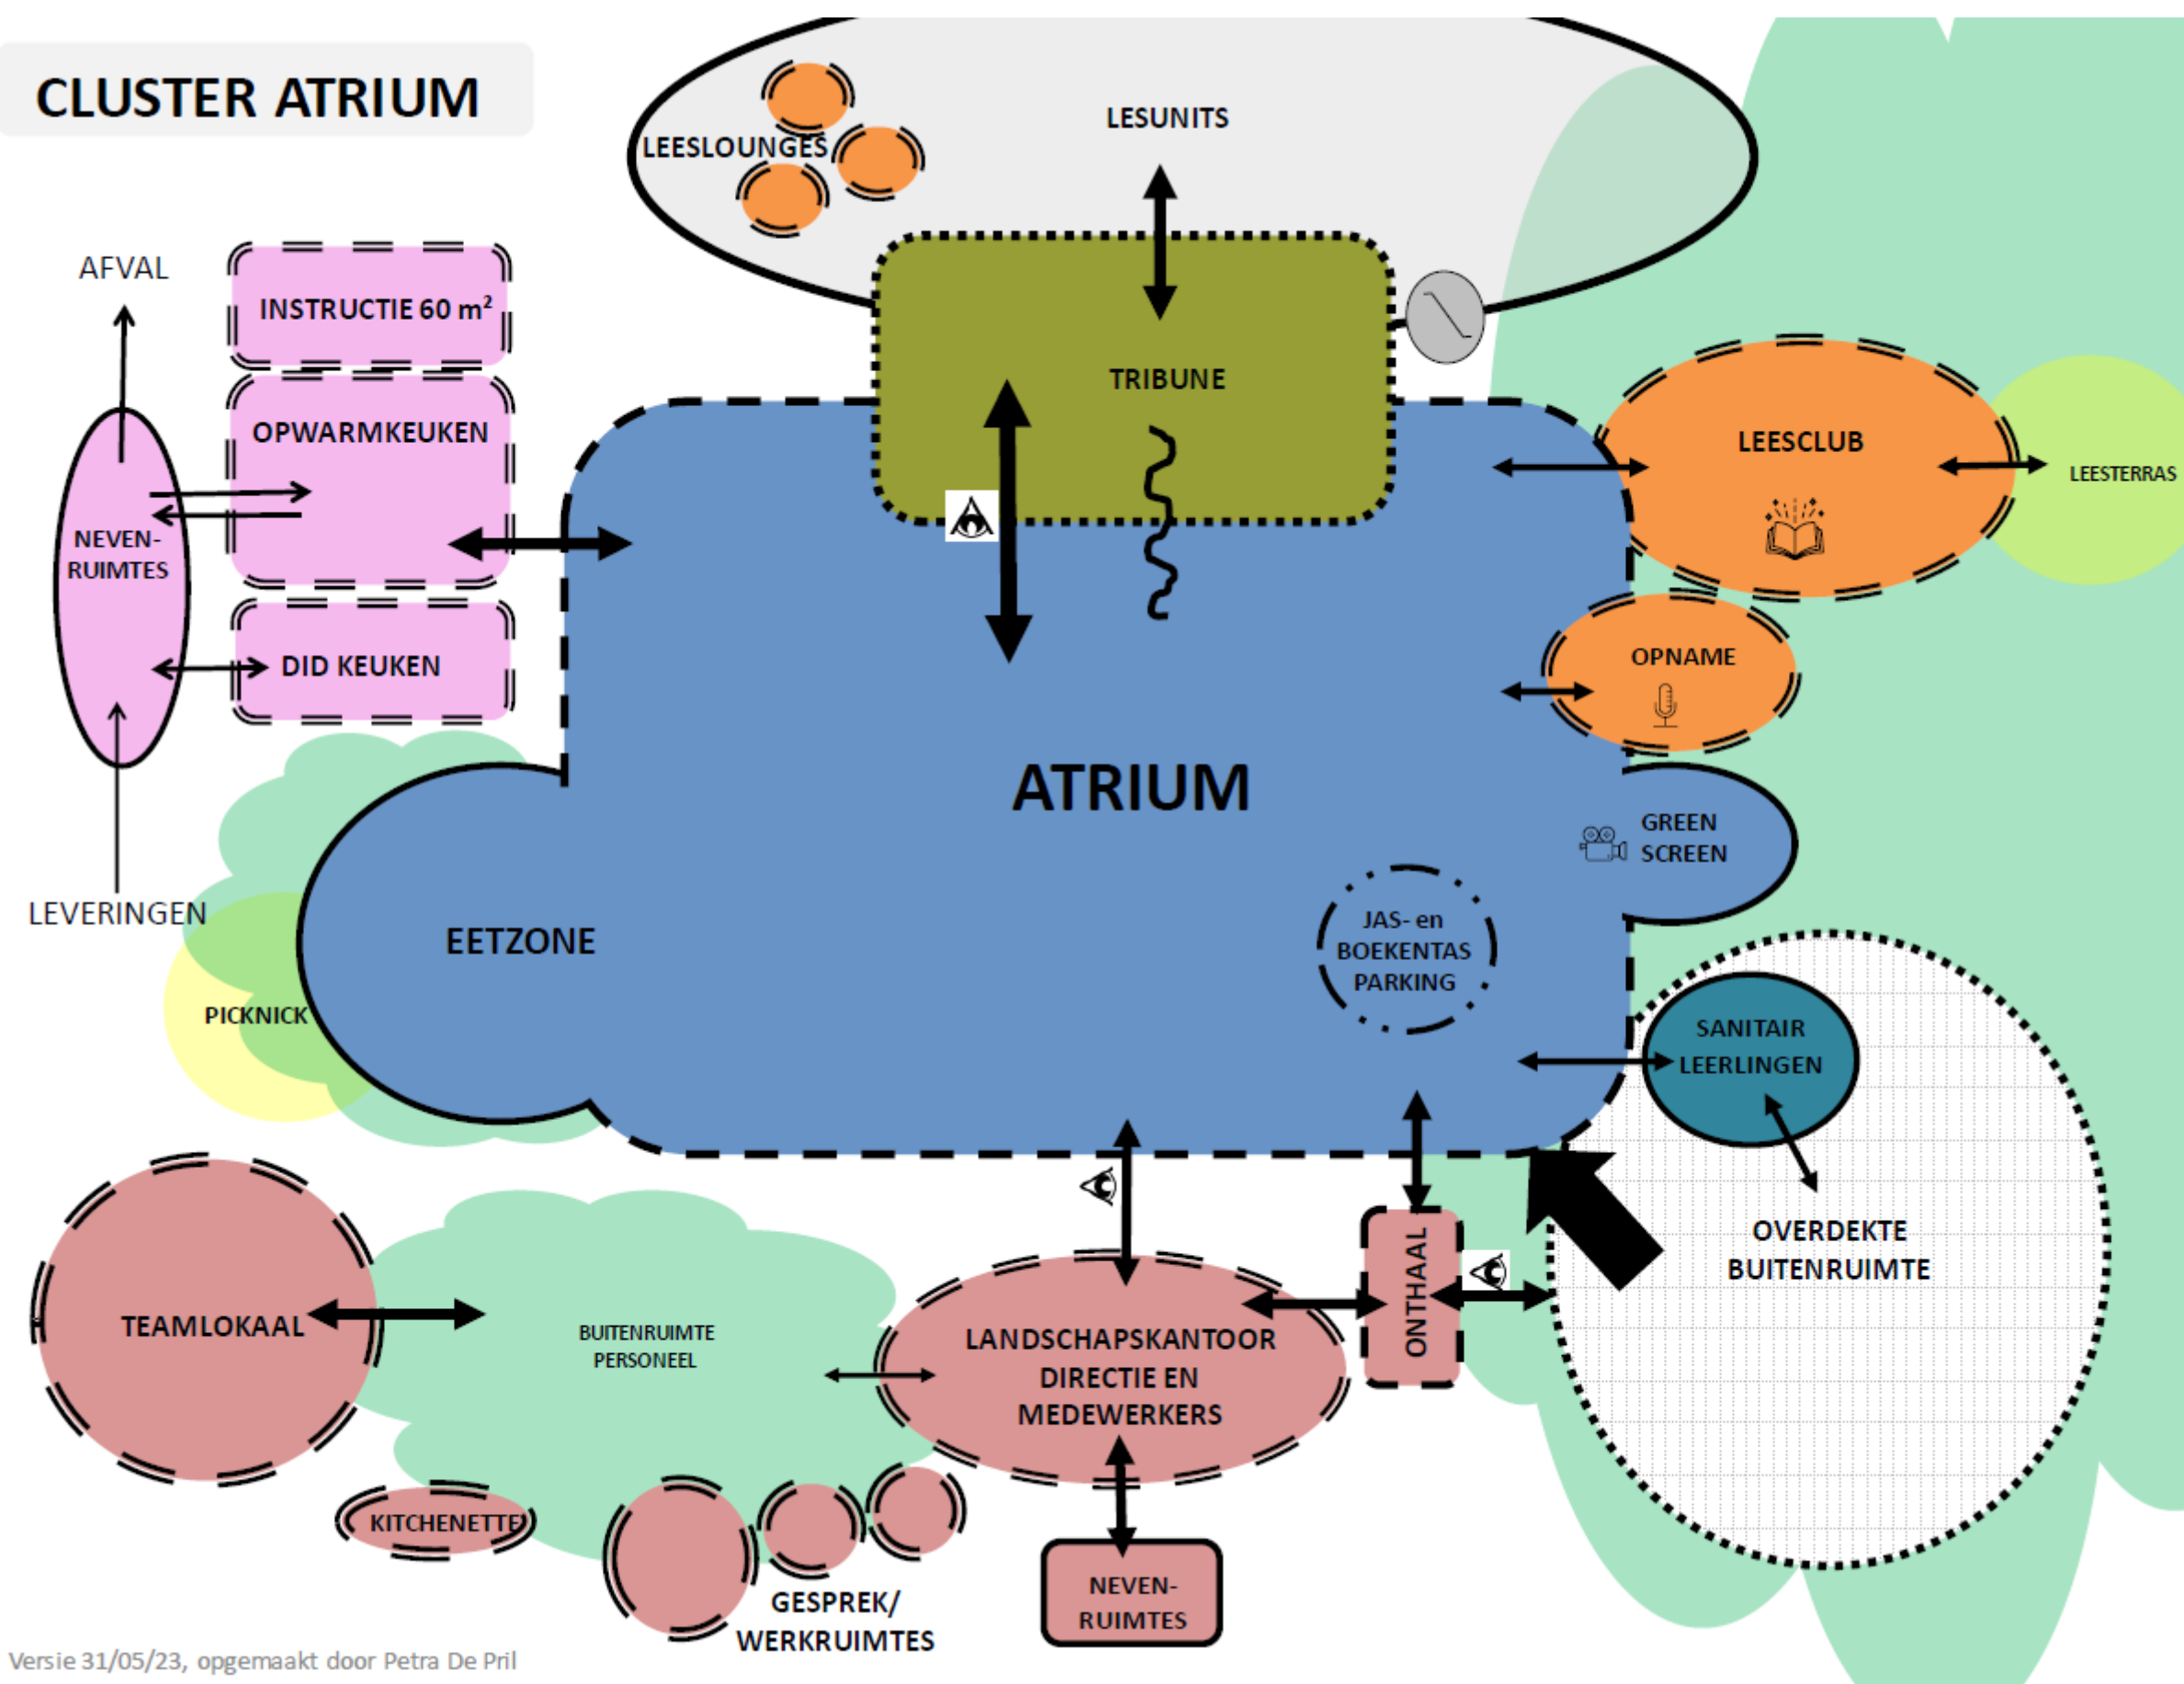 CLUSTER ATRIUM
LESUNITS
LEESLOUNGES
AFVAL
INSTRUCTIE 60 m²
TRIBUNE
OPWARMKEUKEN
LEESCLUB
LEESTERRAS
NEVEN-
RUIMTES
DID KEUKEN
OPNAME
ATRIUM
GREEN
SCREEN
LEVERINGEN
EETZONE
JAS- en
BOEKENTAS
PARKING
PICKNICK
SANITAIR
LEERLINGEN
OVERDEKTE
BUITENRUIMTE
ONTHAAL
TEAMLOKAAL
BUITENRUIMTE
PERSONEEL
LANDSCHAPSKANTOOR
DIRECTIE EN
MEDEWERKERS
KITCHENETTE
GESPREK/
WERKRUIMTES
NEVEN-
RUIMTES
Versie 31/05/23, opgemaakt door Petra De Pril